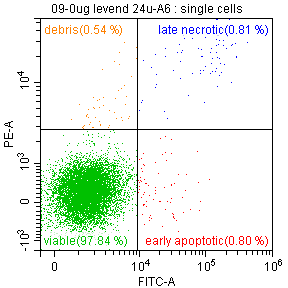 09-0ug levend 24u-A6 : single cells
debris(0.54 %)
late necrotic(0.81 %)
PE-A
10^4
10^3
0
-10^3
viable(97.84 %)
early apoptotic(0.80 %)
0
10^4
10^5
10^6
FITC-A